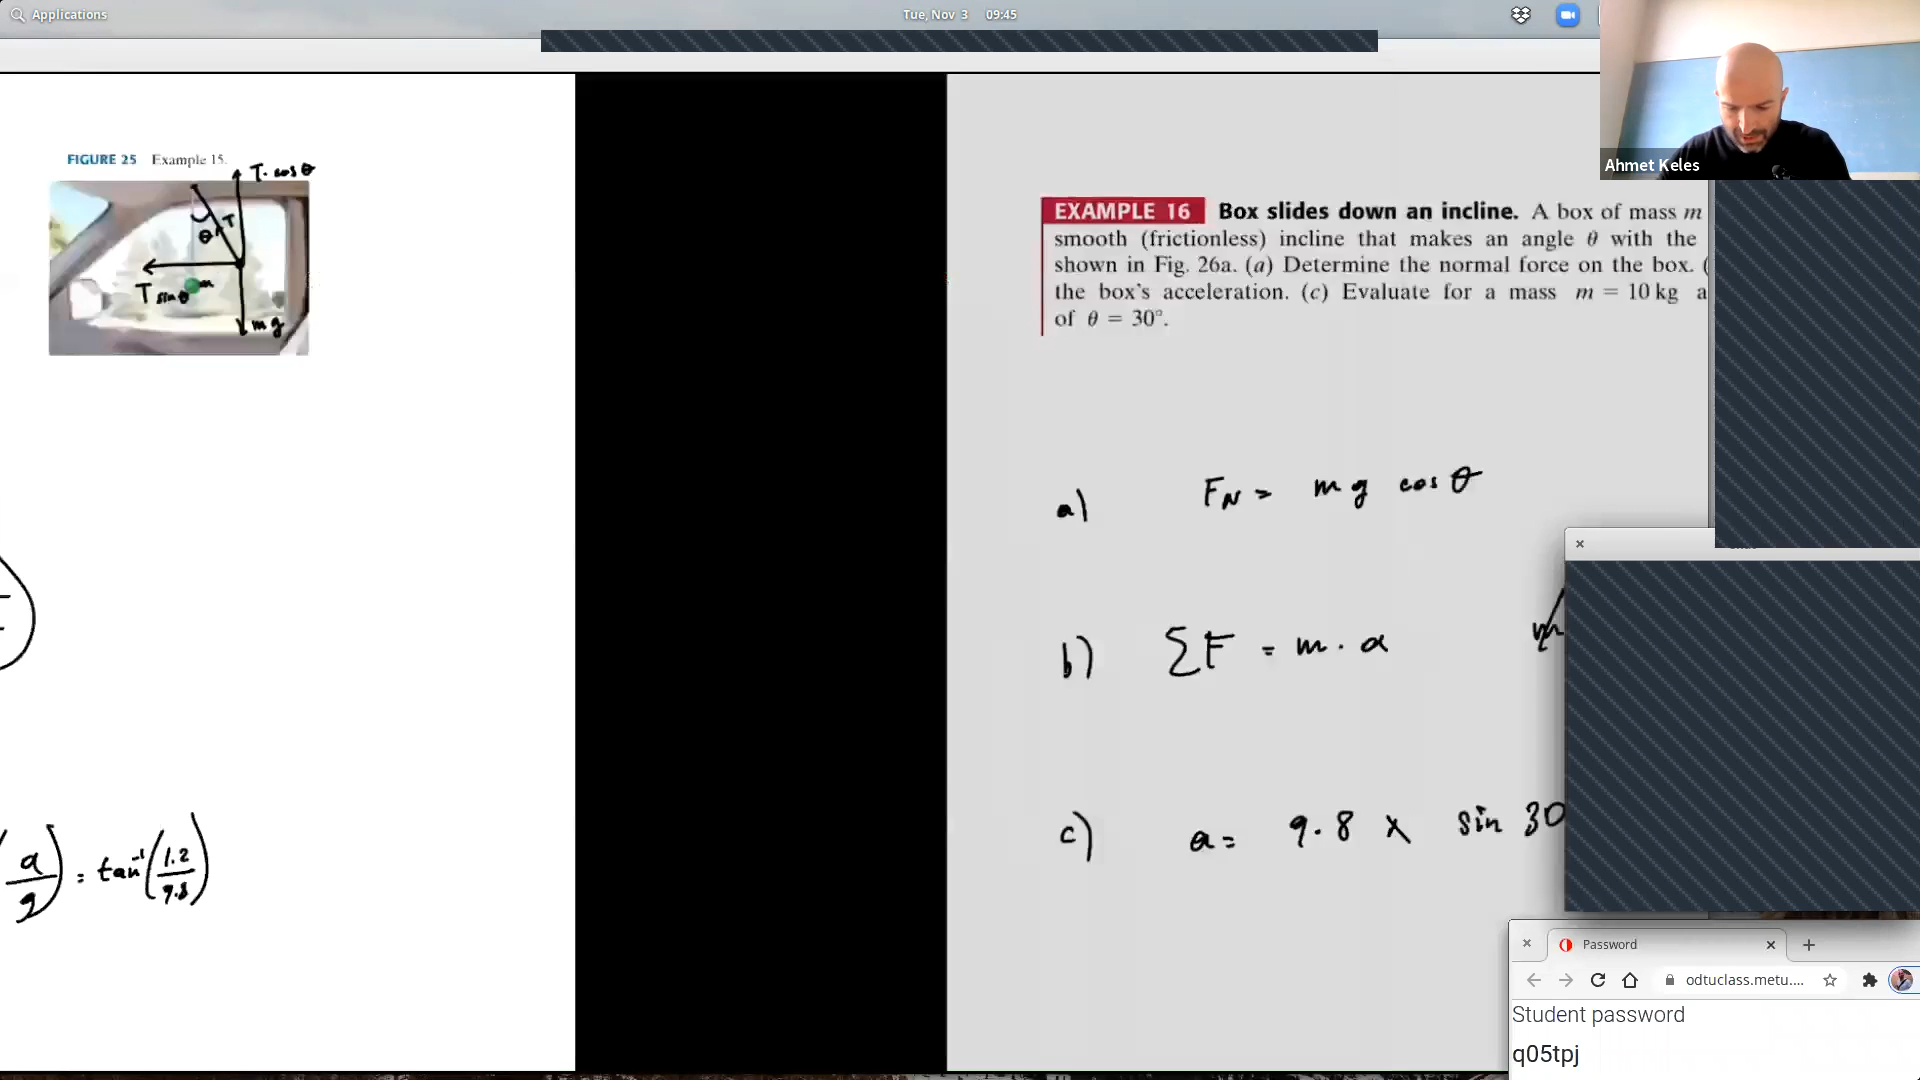 Applications
Tue, Nov 3 09:45
Ahmet Keles
FIGURE 25 Example 15.
T. cos θ
θ T
T sin θ m
mg
a/g = tan⁻¹(1.2/9.8)
EXAMPLE 16 Box slides down an incline. A box of mass m
smooth (frictionless) incline that makes an angle θ with the
shown in Fig. 26a. (a) Determine the normal force on the box. (
the box's acceleration. (c) Evaluate for a mass m = 10 kg a
of θ = 30°.
a) F_N = mg cos θ
b) ΣF = m . a
m
c) a = 9.8 x sin 30
Password
odtuclass.metu....
Student password
q05tpj